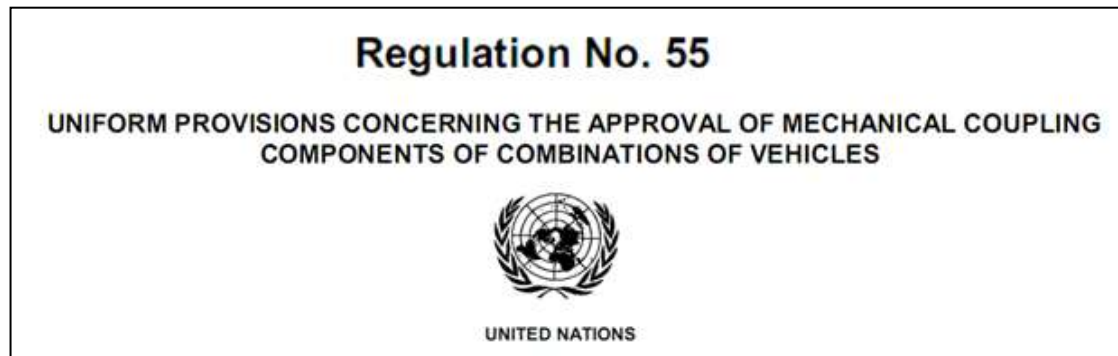 Regulation No. 55
UNIFORM PROVISIONS CONCERNING THE APPROVAL OF MECHANICAL COUPLING
COMPONENTS OF COMBINATIONS OF VEHICLES
UNITED NATIONS